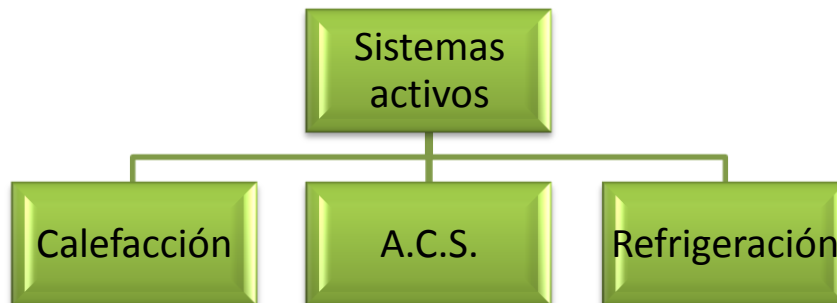 Sistemas
activos
Calefacción
A.C.S.
Refrigeración